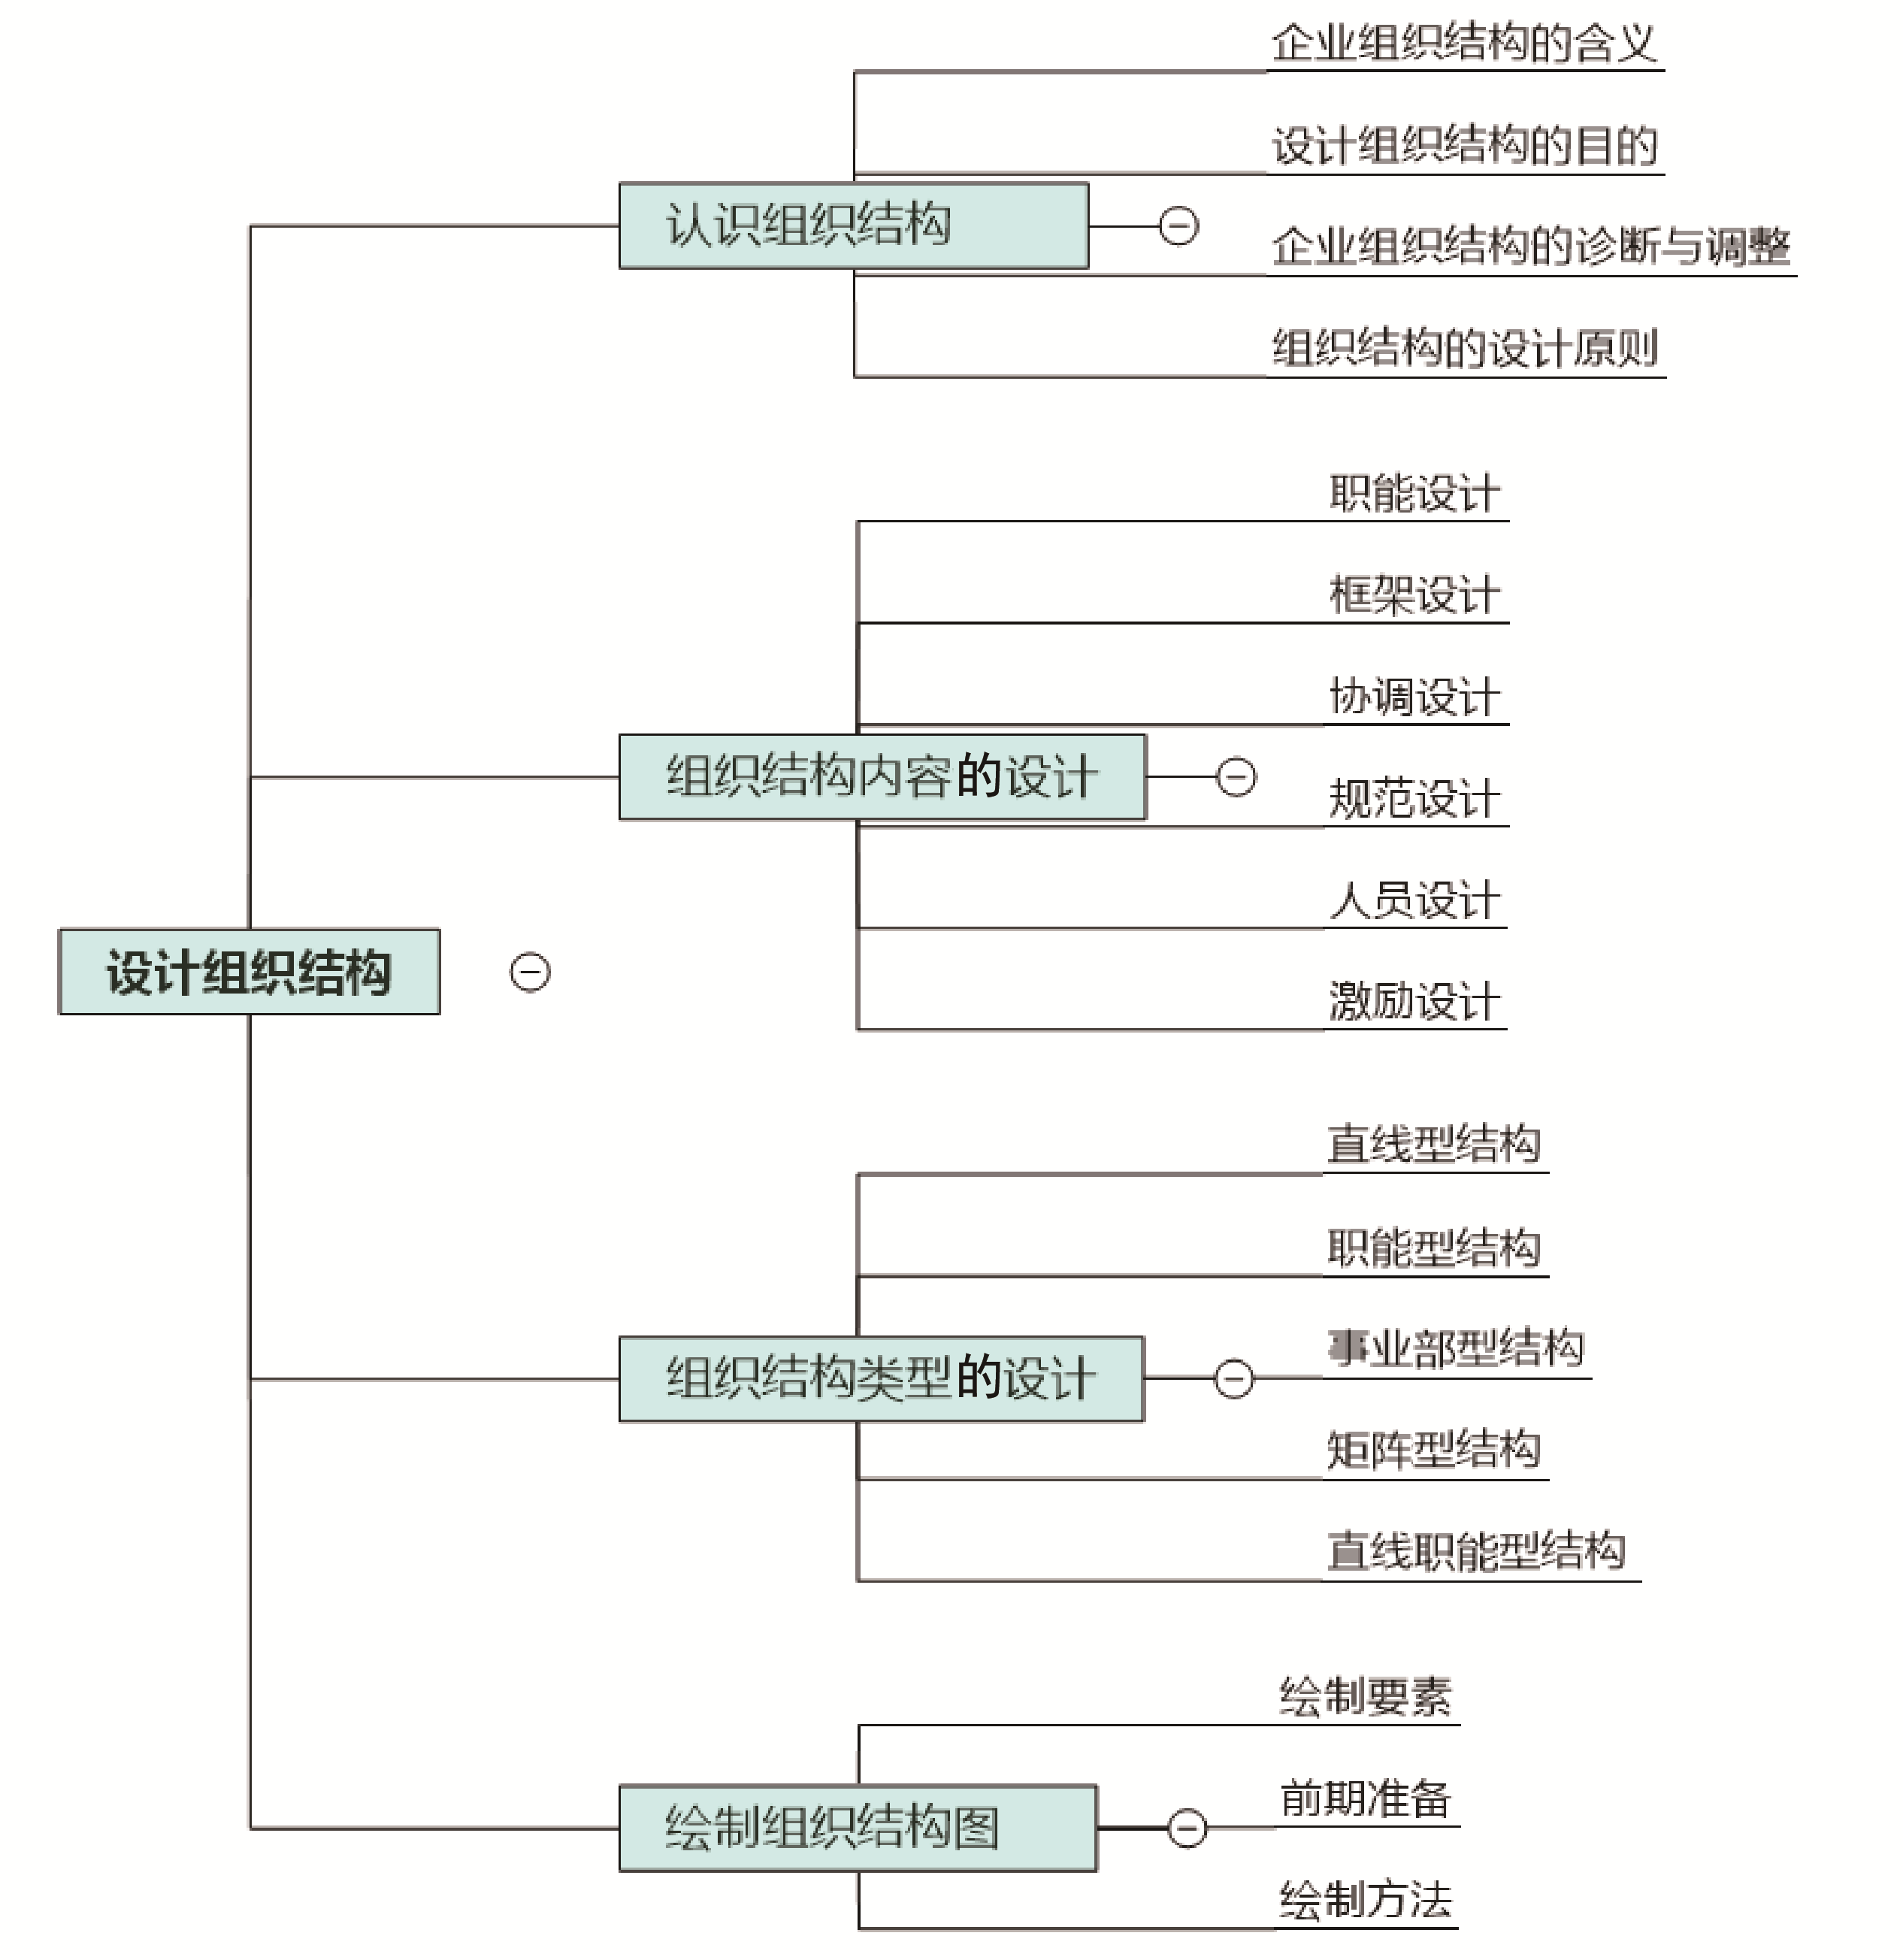 企业组织结构的含义
设计组织结构的目的
认识组织结构
企业组织结构的诊断与调整
组织结构的设计原则
职能设计
框架设计
协调设计
组织结构内容的设计
规范设计
人员设计
设计组织结构
激励设计
直线型结构
职能型结构
事业部型结构
组织结构类型的设计
矩阵型结构
直线职能型结构
绘制要素
前期准备
绘制组织结构图
绘制方法